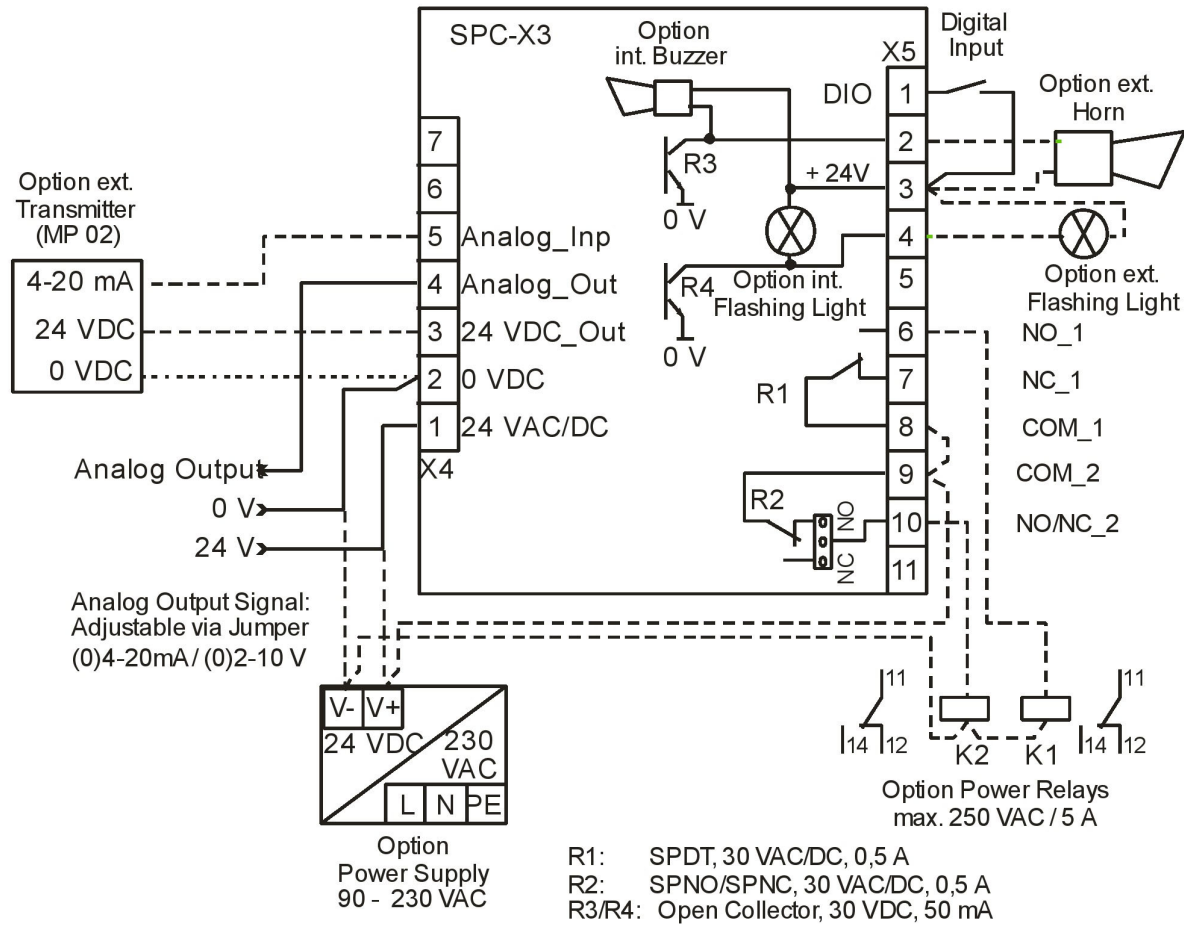 SPC-X3
Option
int. Buzzer
X5
Digital
Input
DIO
1
2
3
4
5
6
7
8
9
10
11
Option ext.
Horn
R3
0 V
+ 24V
R4
0 V
Option int.
Flashing Light
Option ext.
Flashing Light
7
6
5
4
3
2
1
X4
Analog_Inp
Analog_Out
24 VDC_Out
0 VDC
24 VAC/DC
Option ext.
Transmitter
(MP 02)
4-20 mA
24 VDC
0 VDC
R1
R2
NO
NC
NO_1
NC_1
COM_1
COM_2
NO/NC_2
Analog Output
0 V
24 V
Analog Output Signal:
Adjustable via Jumper
(0)4-20mA / (0)2-10 V
V- V+
24 VDC
230
VAC
L N PE
Option
Power Supply
90 - 230 VAC
11
14 12
K2 K1
11
14 12
Option Power Relays
max. 250 VAC / 5 A
R1: SPDT, 30 VAC/DC, 0,5 A
R2: SPNO/SPNC, 30 VAC/DC, 0,5 A
R3/R4: Open Collector, 30 VDC, 50 mA